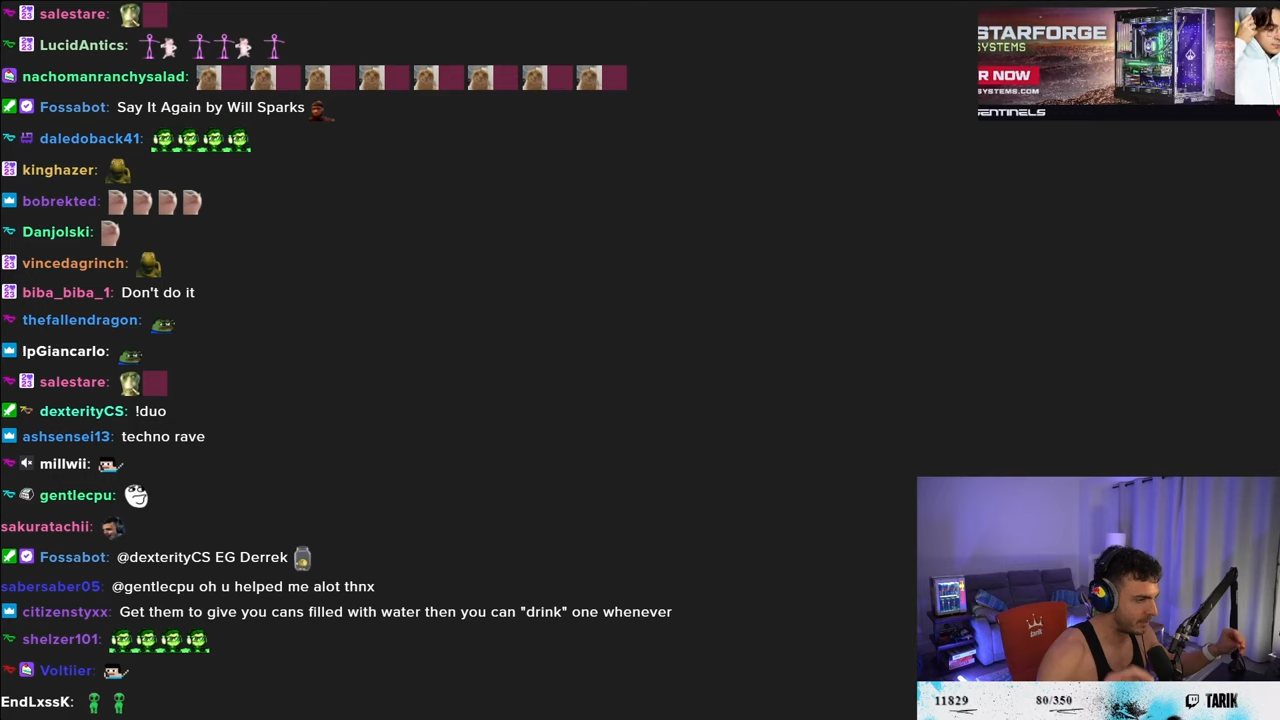 salestare:
LucidAntics:
nachomanranchysalad:
Fossabot: Say It Again by Will Sparks
daledoback41:
kinghazer:
bobrekted:
Danjolski:
vincedagrinch:
biba_biba_1: Don't do it
thefallendragon:
IpGiancarlo:
salestare:
dexterityCS: !duo
ashsensei13: techno rave
millwii:
gentlecpu:
sakuratachii:
Fossabot: @dexterityCS EG Derrek
sabersaber05: @gentlecpu oh u helped me alot thnx
citizenstyxx: Get them to give you cans filled with water then you can "drink" one whenever
shelzer101:
Voltiier:
EndLxssK:
STARFORGE
SYSTEMS
R NOW
SYSTEMS.COM
SENTINELS
tarik
11829 80/350 TARIK